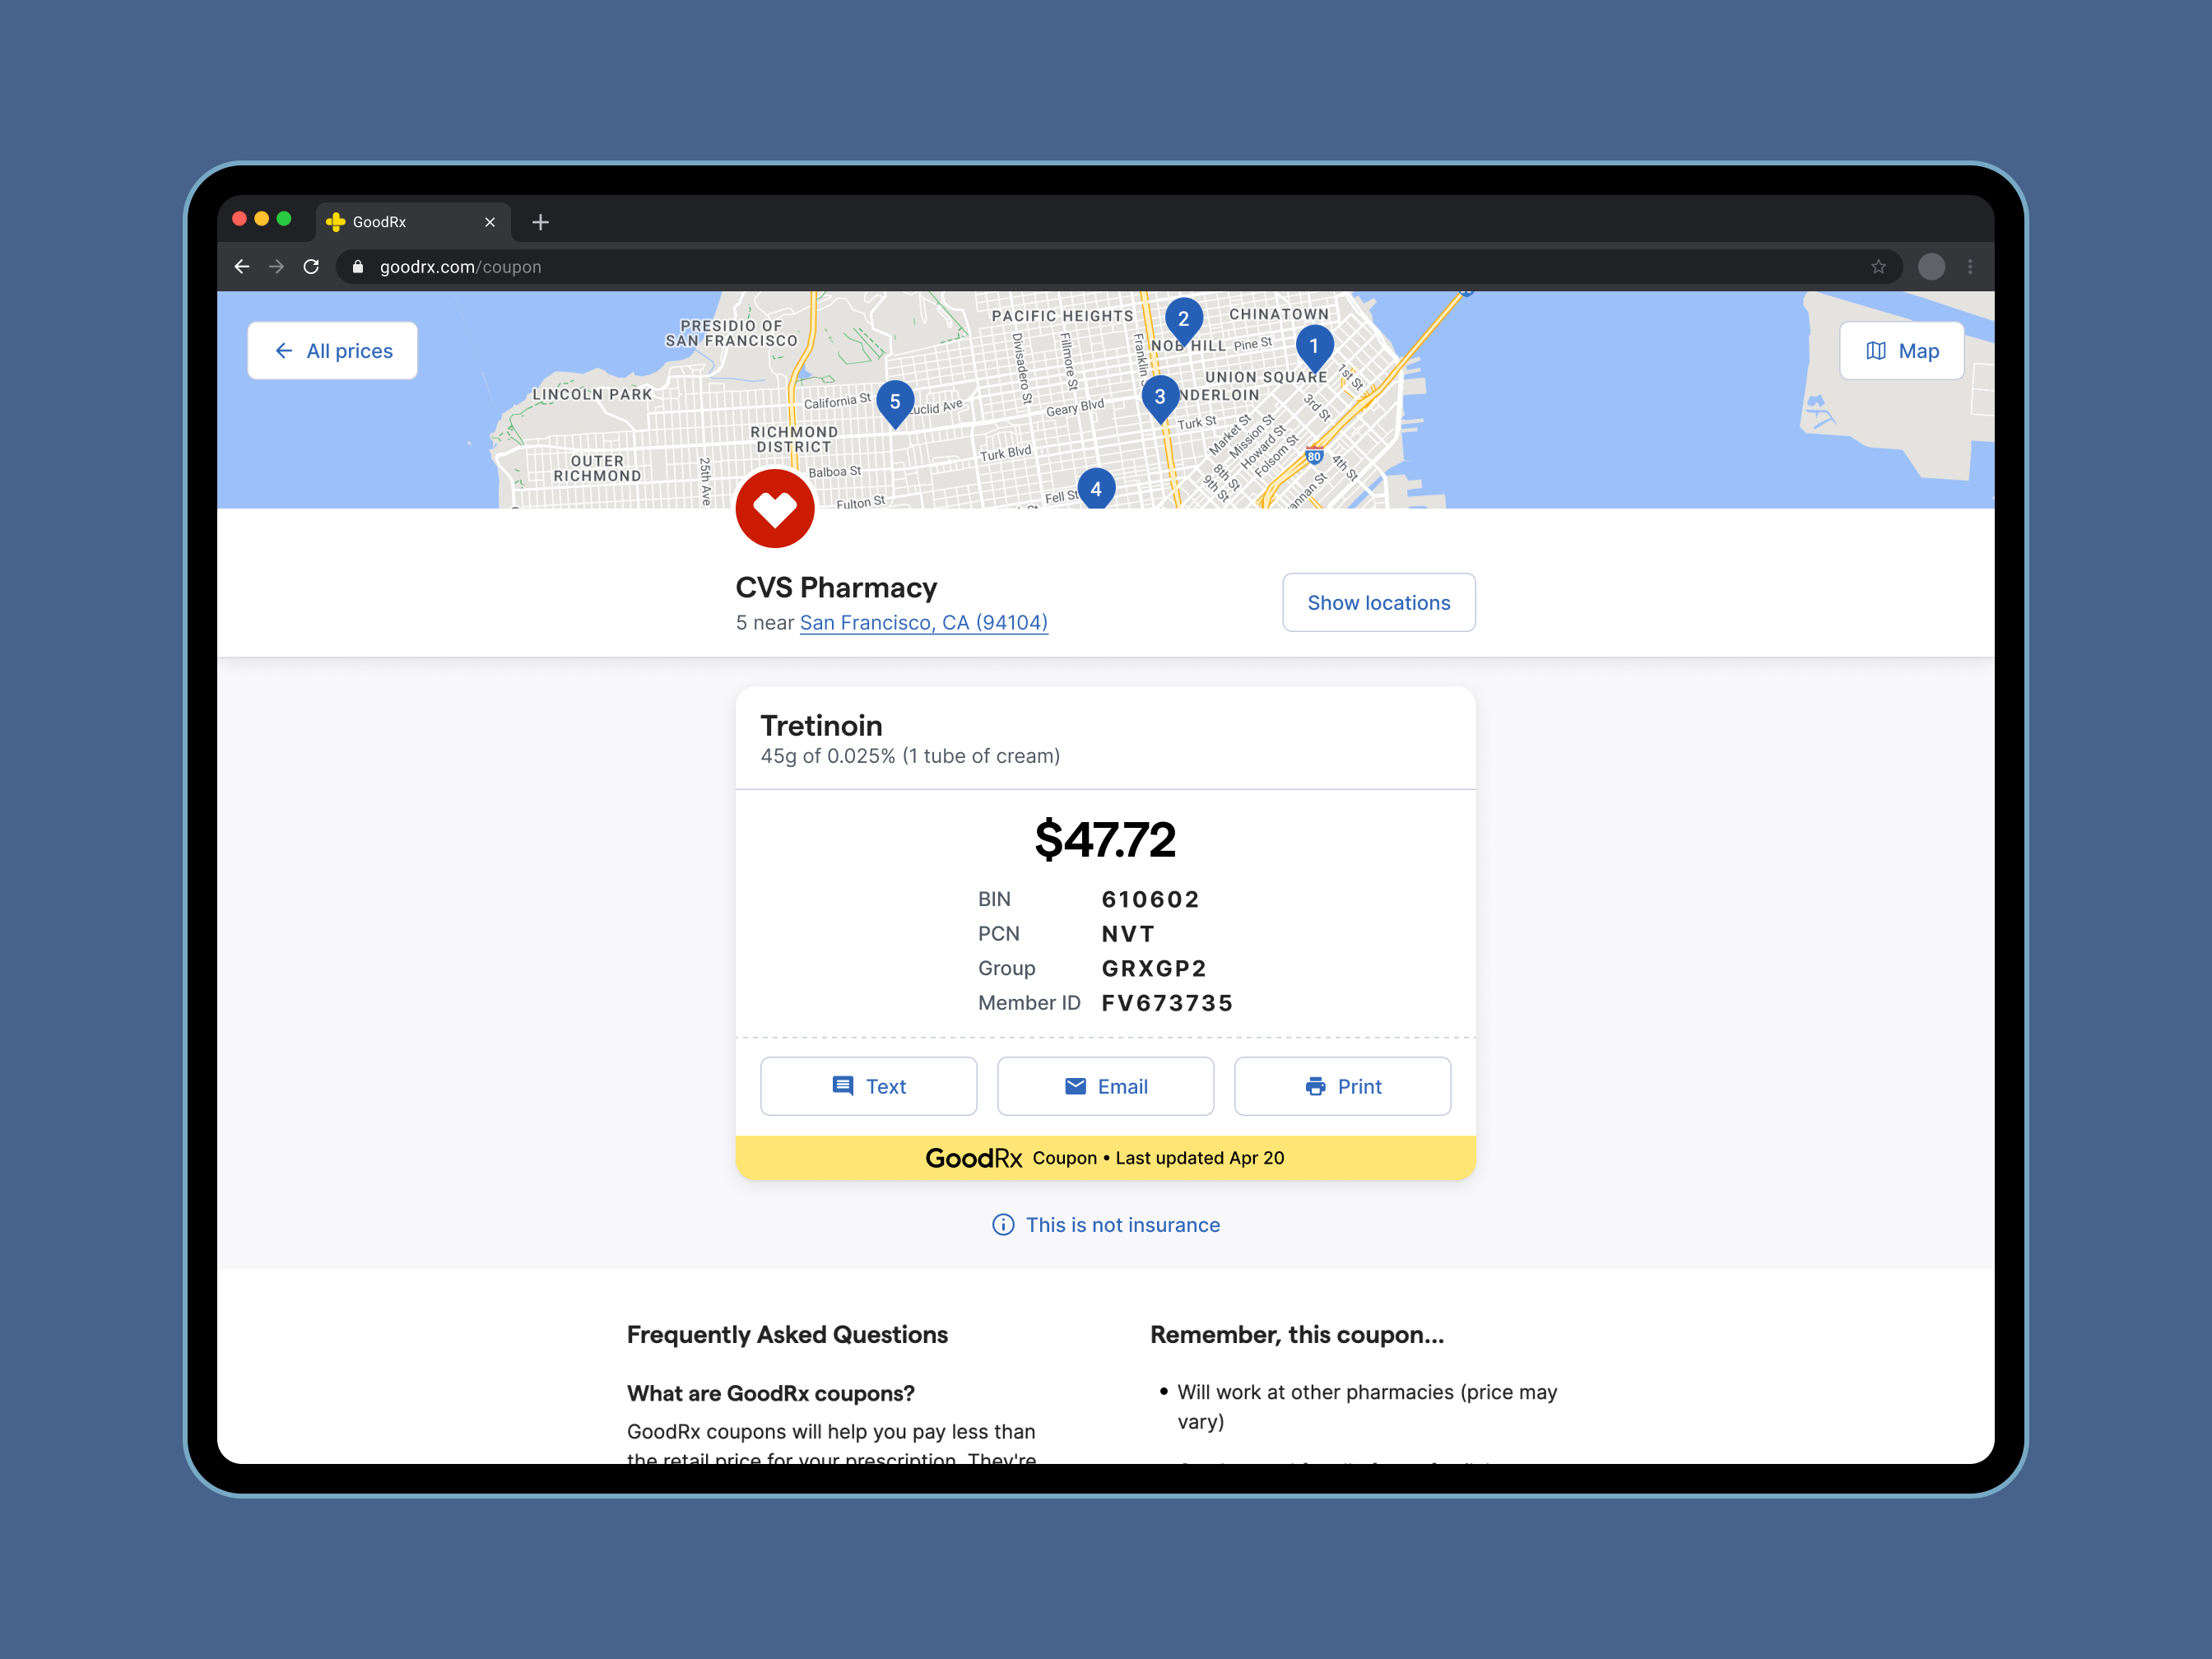 GoodRx
goodrx.com/coupon
All prices
Map
PRESIDIO OF
SAN FRANCISCO
PACIFIC HEIGHTS
2
CHINATOWN
NOB HILL
Pine St
1
LINCOLN PARK
Divisadero St
Fillmore St
Franklin
UNION SQUARE
1st St
California St
5
uclid Ave
Geary Blvd
3
NDERLOIN
3rd St
RICHMOND
DISTRICT
Turk St
Market St
Mission St
Howard St
Folsom St
80
4th St
OUTER
RICHMOND
25th Ave
Balboa St
Turk Blvd
8th St
9th St
annan St
Fulton St
Fell St
4
CVS Pharmacy
5 near San Francisco, CA (94104)
Show locations
Tretinoin
45g of 0.025% (1 tube of cream)
$47.72
BIN 610602
PCN NVT
Group GRXGP2
Member ID FV673735
Text
Email
Print
GoodRx Coupon • Last updated Apr 20
This is not insurance
Frequently Asked Questions
What are GoodRx coupons?
GoodRx coupons will help you pay less than
the retail price for your prescription. They're
Remember, this coupon...
• Will work at other pharmacies (price may
vary)